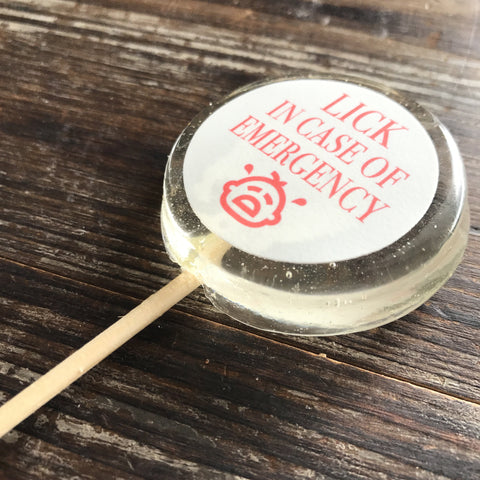 LICK
IN CASE OF
EMERGENCY